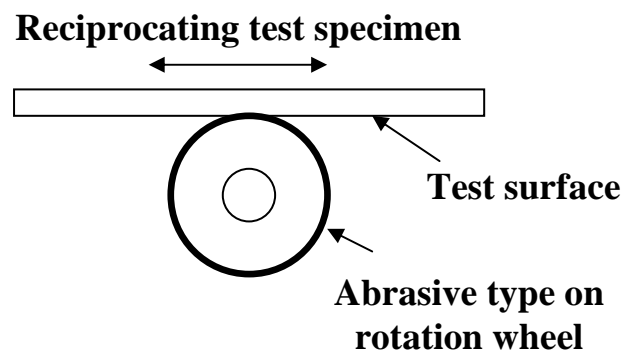 Reciprocating test specimen
Test surface
Abrasive type on
rotation wheel